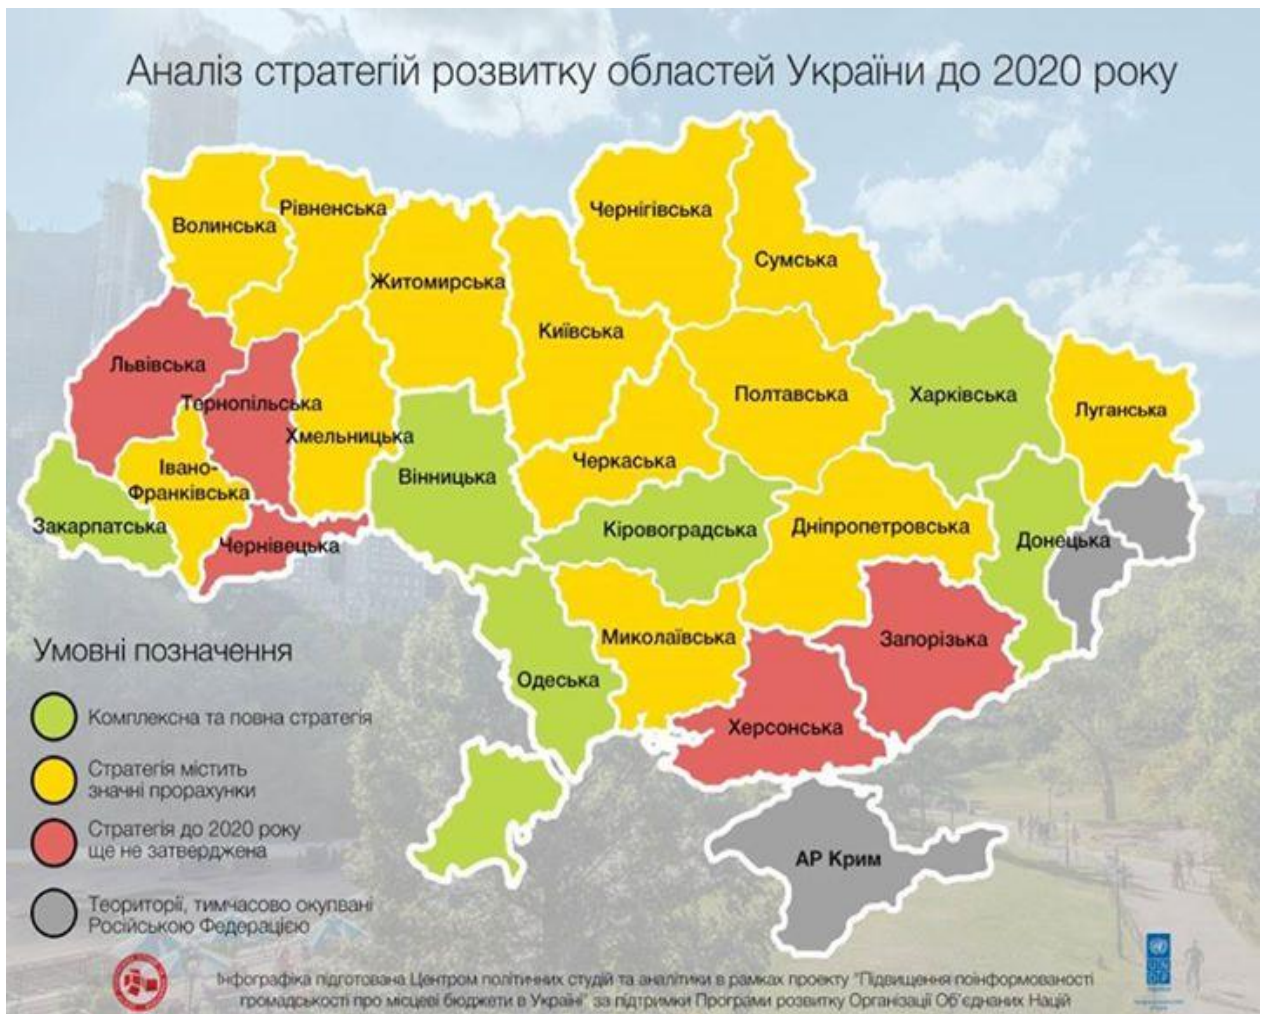 Аналіз стратегій розвитку областей України до 2020 року
Волинська
Рівненська
Житомирська
Чернігівська
Сумська
Київська
Львівська
Тернопільська
Хмельницька
Івано-
Франківська
Закарпатська
Чернівецька
Вінницька
Черкаська
Полтавська
Харківська
Луганська
Кіровоградська
Дніпропетровська
Донецька
Миколаївська
Одеська
Запорізька
Херсонська
АР Крим
Умовні позначення
Комплексна та повна стратегія
Стратегія містить
значні прорахунки
Стратегія до 2020 року
ще не затверджена
Теориторії, тимчасово окупвані
Російською Федерацією
Інфографіка підготована Центром політичних студій та аналітики в рамках проекту "Підвищення поінформованості
громадськості про місцеві бюджети в Україні" за підтримки Програми розвитку Організації Об'єднаних Націй